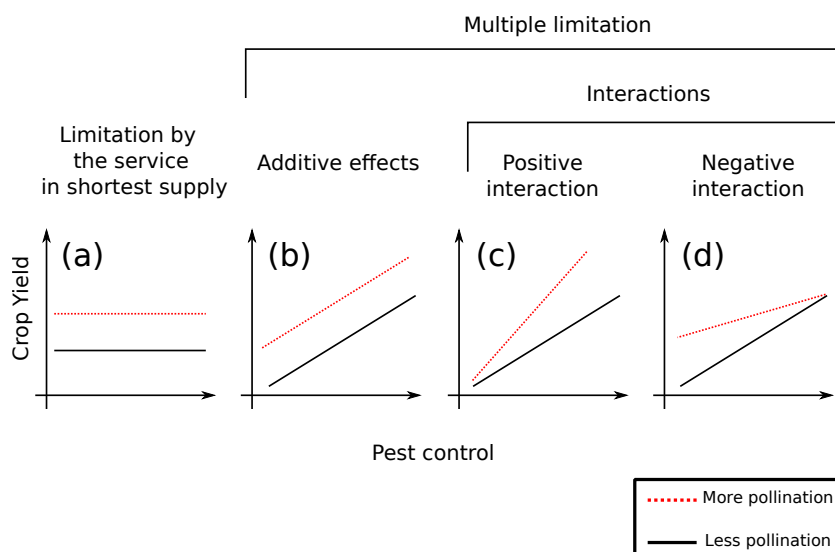 Multiple limitation
Interactions
Limitation by
the service
in shortest supply
Additive effects
Positive
interaction
Negative
interaction
(a)
(b)
(c)
(d)
Crop Yield
Pest control
More pollination
Less pollination